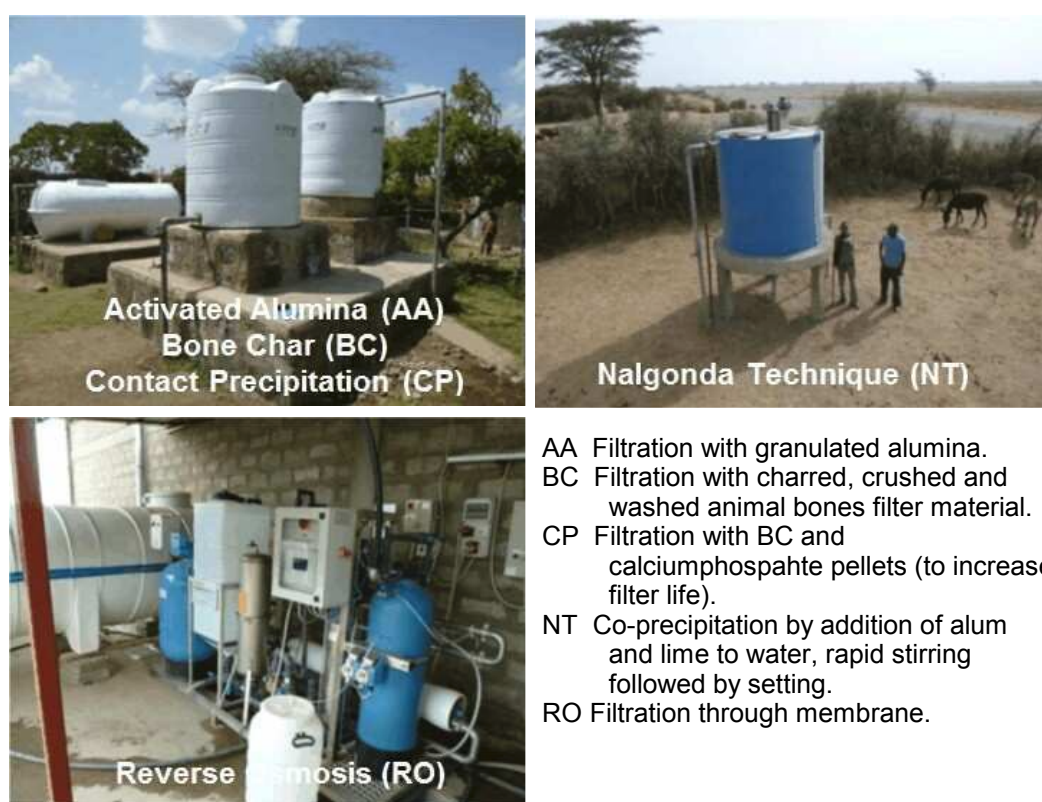 Activated Alumina (AA)
Bone Char (BC)
Contact Precipitation (CP)
Nalgonda Technique (NT)
Reverse Osmosis (RO)
AA Filtration with granulated alumina.
BC Filtration with charred, crushed and
washed animal bones filter material.
CP Filtration with BC and
calciumphospahte pellets (to increase
filter life).
NT Co-precipitation by addition of alum
and lime to water, rapid stirring
followed by setting.
RO Filtration through membrane.